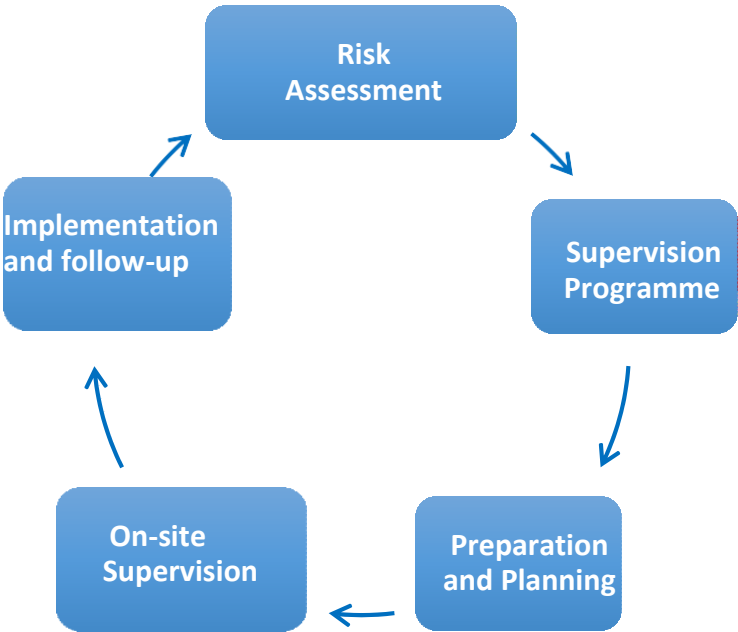 Risk
Assessment
Supervision
Programme
Preparation
and Planning
On-site
Supervision
Implementation
and follow-up